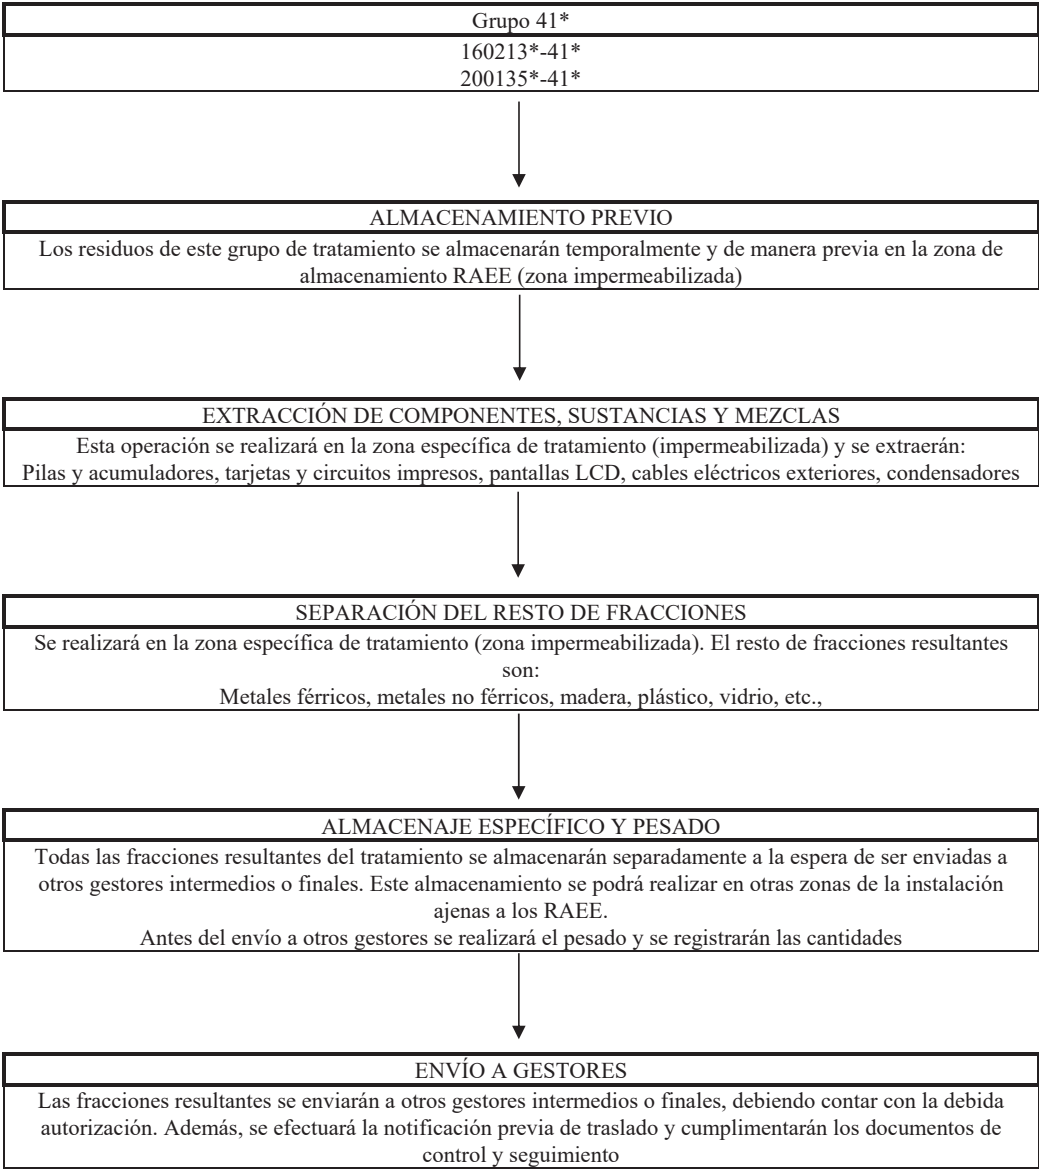 Grupo 41*
160213*-41*
200135*-41*
ALMACENAMIENTO PREVIO
Los residuos de este grupo de tratamiento se almacenarán temporalmente y de manera previa en la zona de
almacenamiento RAEE (zona impermeabilizada)
EXTRACCIÓN DE COMPONENTES, SUSTANCIAS Y MEZCLAS
Esta operación se realizará en la zona específica de tratamiento (impermeabilizada) y se extraerán:
Pilas y acumuladores, tarjetas y circuitos impresos, pantallas LCD, cables eléctricos exteriores, condensadores
SEPARACIÓN DEL RESTO DE FRACCIONES
Se realizará en la zona específica de tratamiento (zona impermeabilizada). El resto de fracciones resultantes
son:
Metales férricos, metales no férricos, madera, plástico, vidrio, etc.,
ALMACENAJE ESPECÍFICO Y PESADO
Todas las fracciones resultantes del tratamiento se almacenarán separadamente a la espera de ser enviadas a
otros gestores intermedios o finales. Este almacenamiento se podrá realizar en otras zonas de la instalación
ajenas a los RAEE.
Antes del envío a otros gestores se realizará el pesado y se registrarán las cantidades
ENVÍO A GESTORES
Las fracciones resultantes se enviarán a otros gestores intermedios o finales, debiendo contar con la debida
autorización. Además, se efectuará la notificación previa de traslado y cumplimentarán los documentos de
control y seguimiento